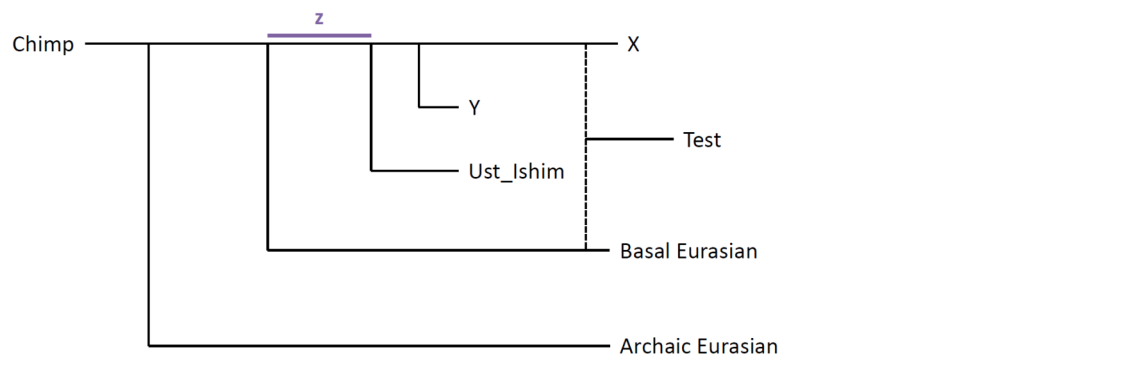 z
Chimp
X
Y
Test
Ust_Ishim
Basal Eurasian
Archaic Eurasian